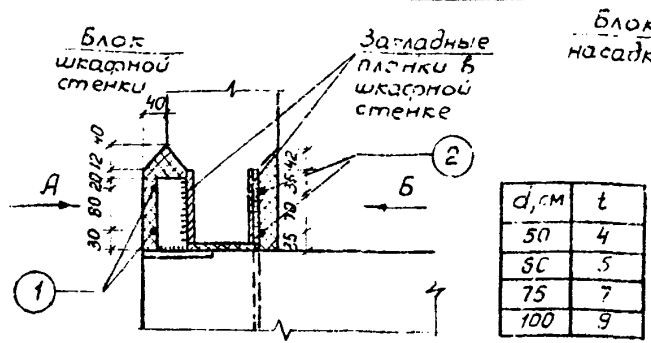 Блок
шкафной
стенки
Закладные
планки в
шкафной
стенке
Блок
насадк
40
40
12
20
80
30
42
35
70
25
А
Б
1
2
d, см t
50 4
60 5
75 7
100 9